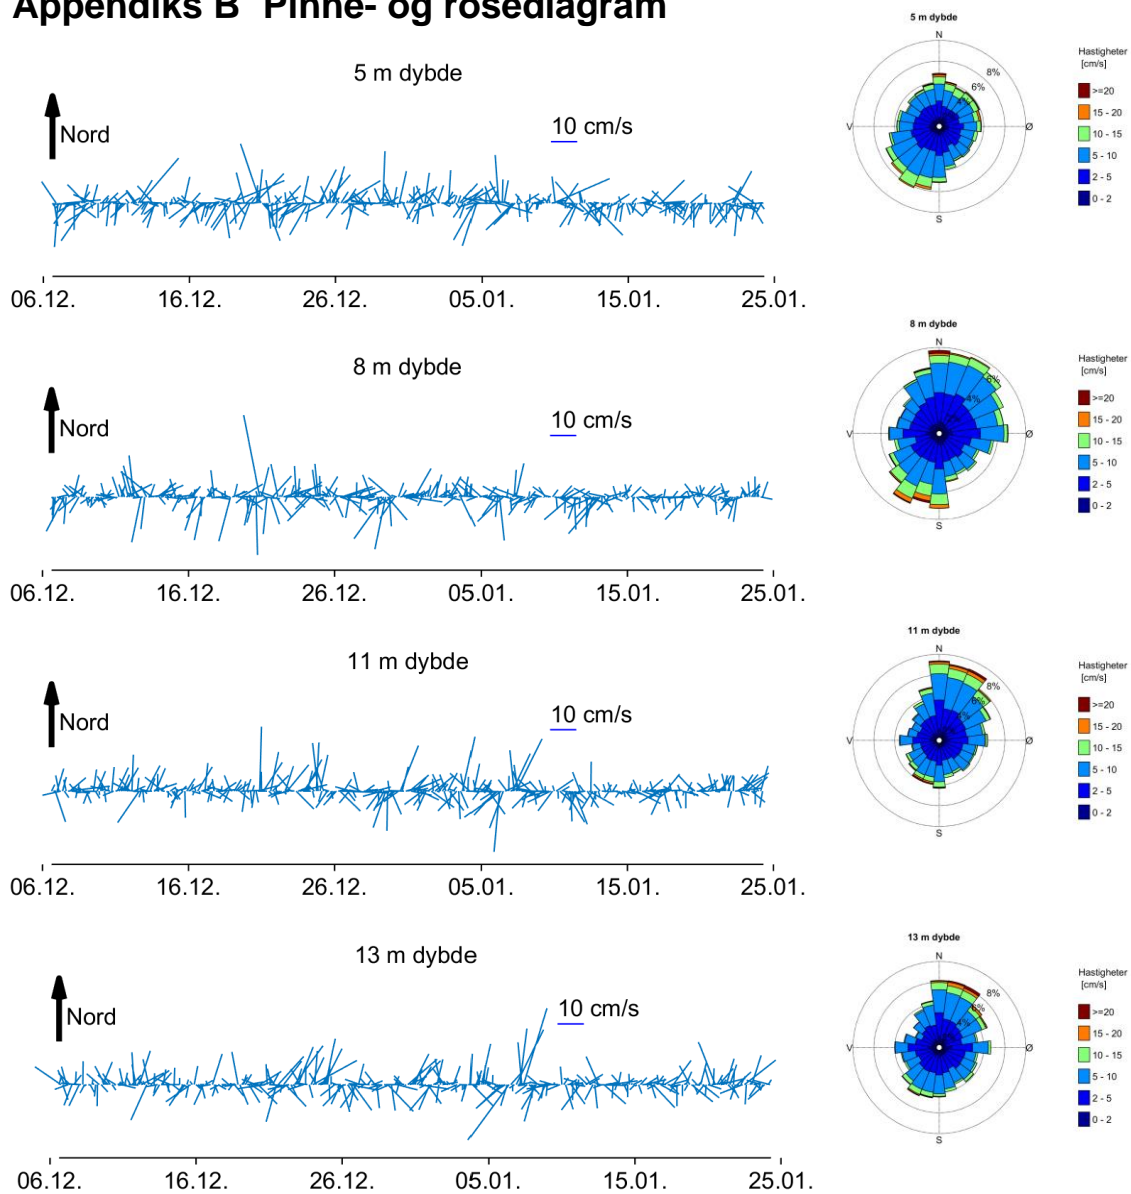 Appendiks B Pinne- og rosediagram
5 m dybde
Nord
10 cm/s
06.12. 16.12. 26.12. 05.01. 15.01. 25.01.
5 m dybde
N
8%
6%
4%
V
Ø
S
Hastigheter
[cm/s]
>=20
15 - 20
10 - 15
5 - 10
2 - 5
0 - 2
8 m dybde
Nord
10 cm/s
06.12. 16.12. 26.12. 05.01. 15.01. 25.01.
8 m dybde
N
6%
4%
V
Ø
S
Hastigheter
[cm/s]
>=20
15 - 20
10 - 15
5 - 10
2 - 5
0 - 2
11 m dybde
Nord
10 cm/s
06.12. 16.12. 26.12. 05.01. 15.01. 25.01.
11 m dybde
N
8%
6%
4%
V
Ø
S
Hastigheter
[cm/s]
>=20
15 - 20
10 - 15
5 - 10
2 - 5
0 - 2
13 m dybde
Nord
10 cm/s
06.12. 16.12. 26.12. 05.01. 15.01. 25.01.
13 m dybde
N
8%
6%
4%
V
Ø
S
Hastigheter
[cm/s]
>=20
15 - 20
10 - 15
5 - 10
2 - 5
0 - 2